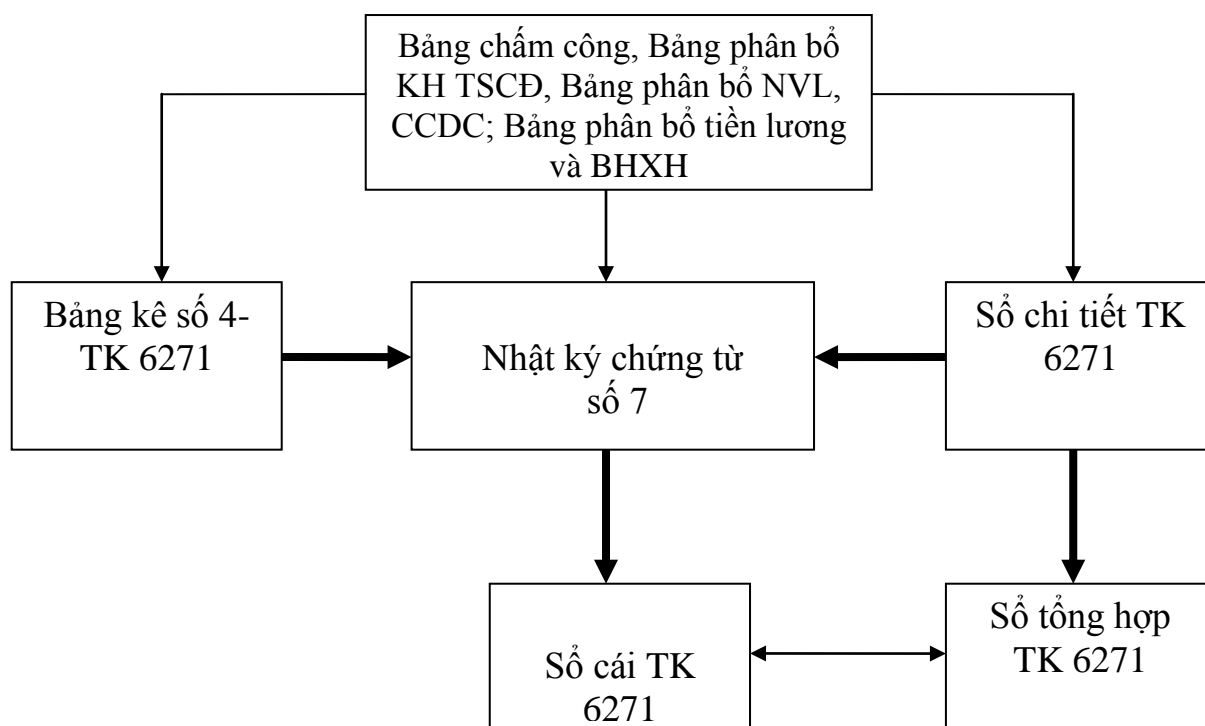 Bảng chấm công, Bảng phân bổ
KH TSCĐ, Bảng phân bổ NVL,
CCDC; Bảng phân bổ tiền lương
và BHXH
Bảng kê số 4-
TK 6271
Nhật ký chứng từ
số 7
Sổ chi tiết TK
6271
Sổ cái TK
6271
Sổ tổng hợp
TK 6271